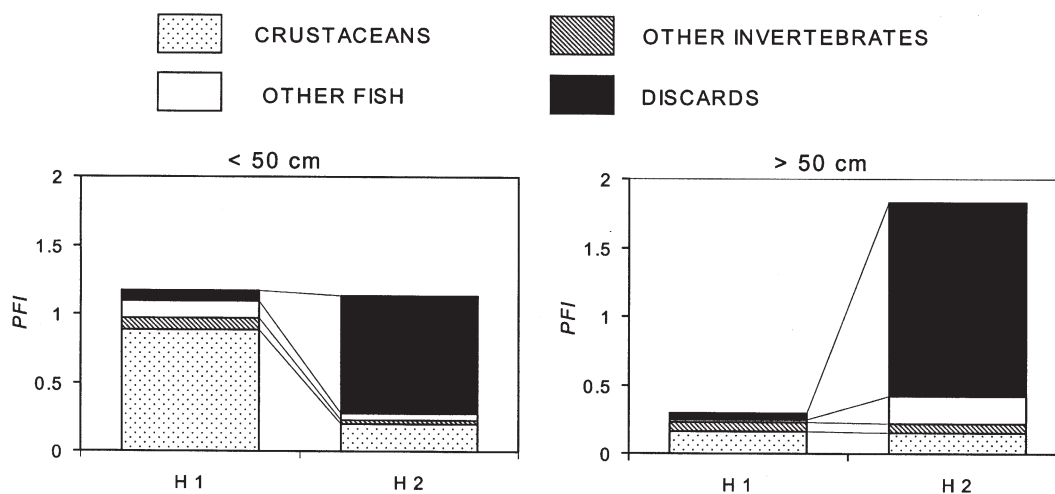 CRUSTACEANS
OTHER INVERTEBRATES
OTHER FISH
DISCARDS
< 50 cm
2
1.5
1
0.5
0
PFI
H 1
H 2
> 50 cm
2
1.5
1
0.5
0
PFI
H 1
H 2